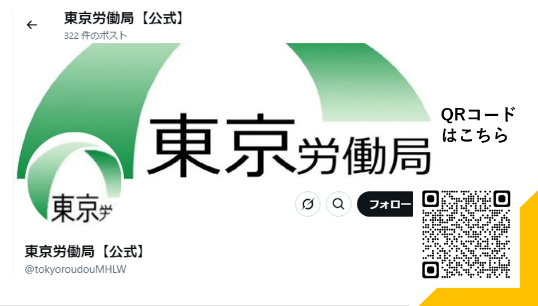 東京労働局【公式】
322 件のポスト
東京労働局
QRコード
はこちら
東京労
フォロー
東京労働局【公式】
@tokyoroudouMHLW